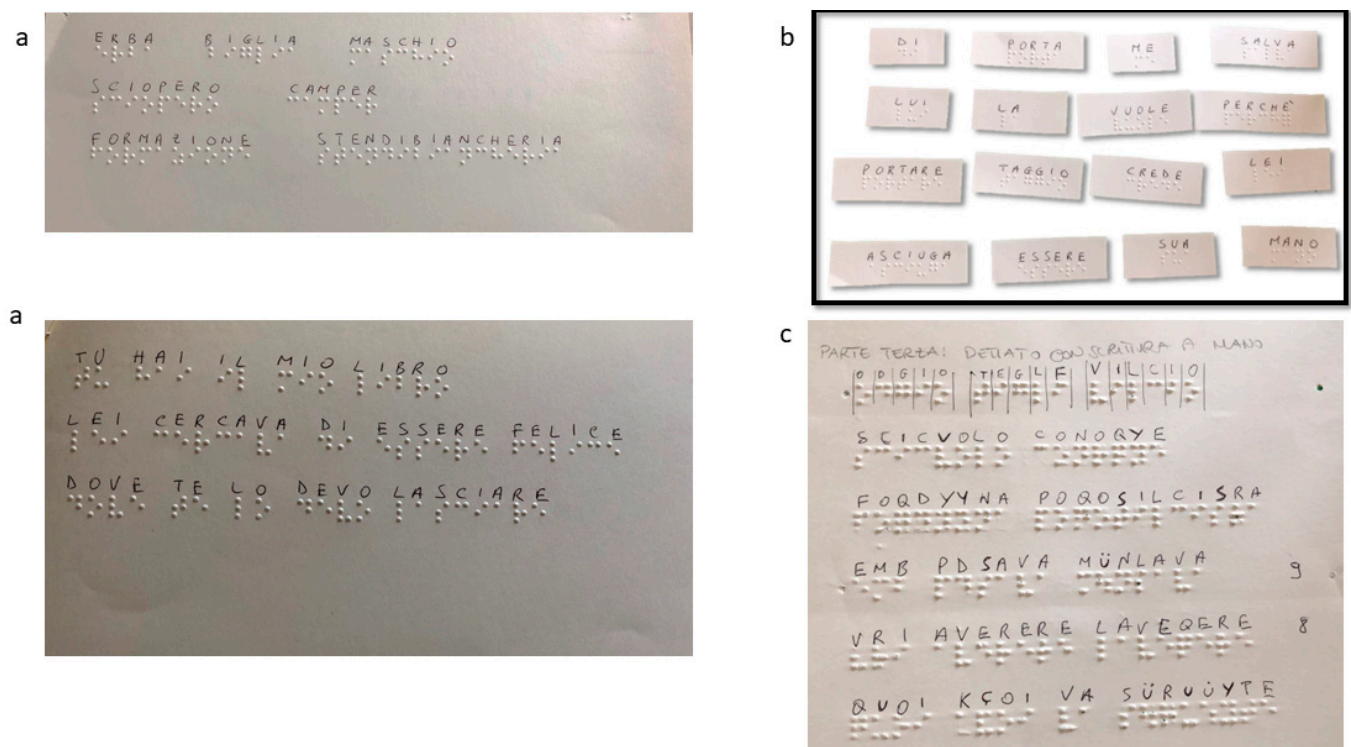 a
ERBA BIGLIA MASCHIO
SCIOPERO CAMPER
FORMAZIONE STENDIBIANCHERIA
b
DI PORTA ME SALVA
LUI LA VUOLE PERCHÈ
PORTARE TAGGIO CREDE LEI
ASCIUGA ESSERE SUA MANO
a
TU HAI IL MIO LIBRO
LEI CERCAVA DI ESSERE FELICE
DOVE TE LO DEVO LASCIARE
c
PARTE TERZA: DETTATO CON SCRITTURA A MANO
ODGIO TEGLF VILCIO
SCICVOLO CONOQYE
FOQDYYNA POQOSILCISRA
EMB PDSAVA MÜNLAVA 9
VRI AVERERE LAVEQERE 8
QUOI KÇOI VA SÜRUÙYTE